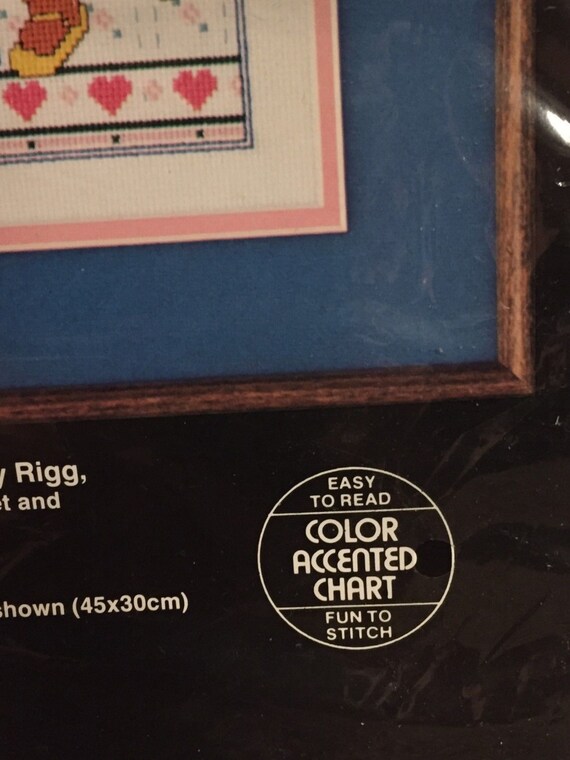 Rigg,
and
shown (45x30cm)
EASY
TO READ
COLOR
ACCENTED
CHART
FUN TO
STITCH